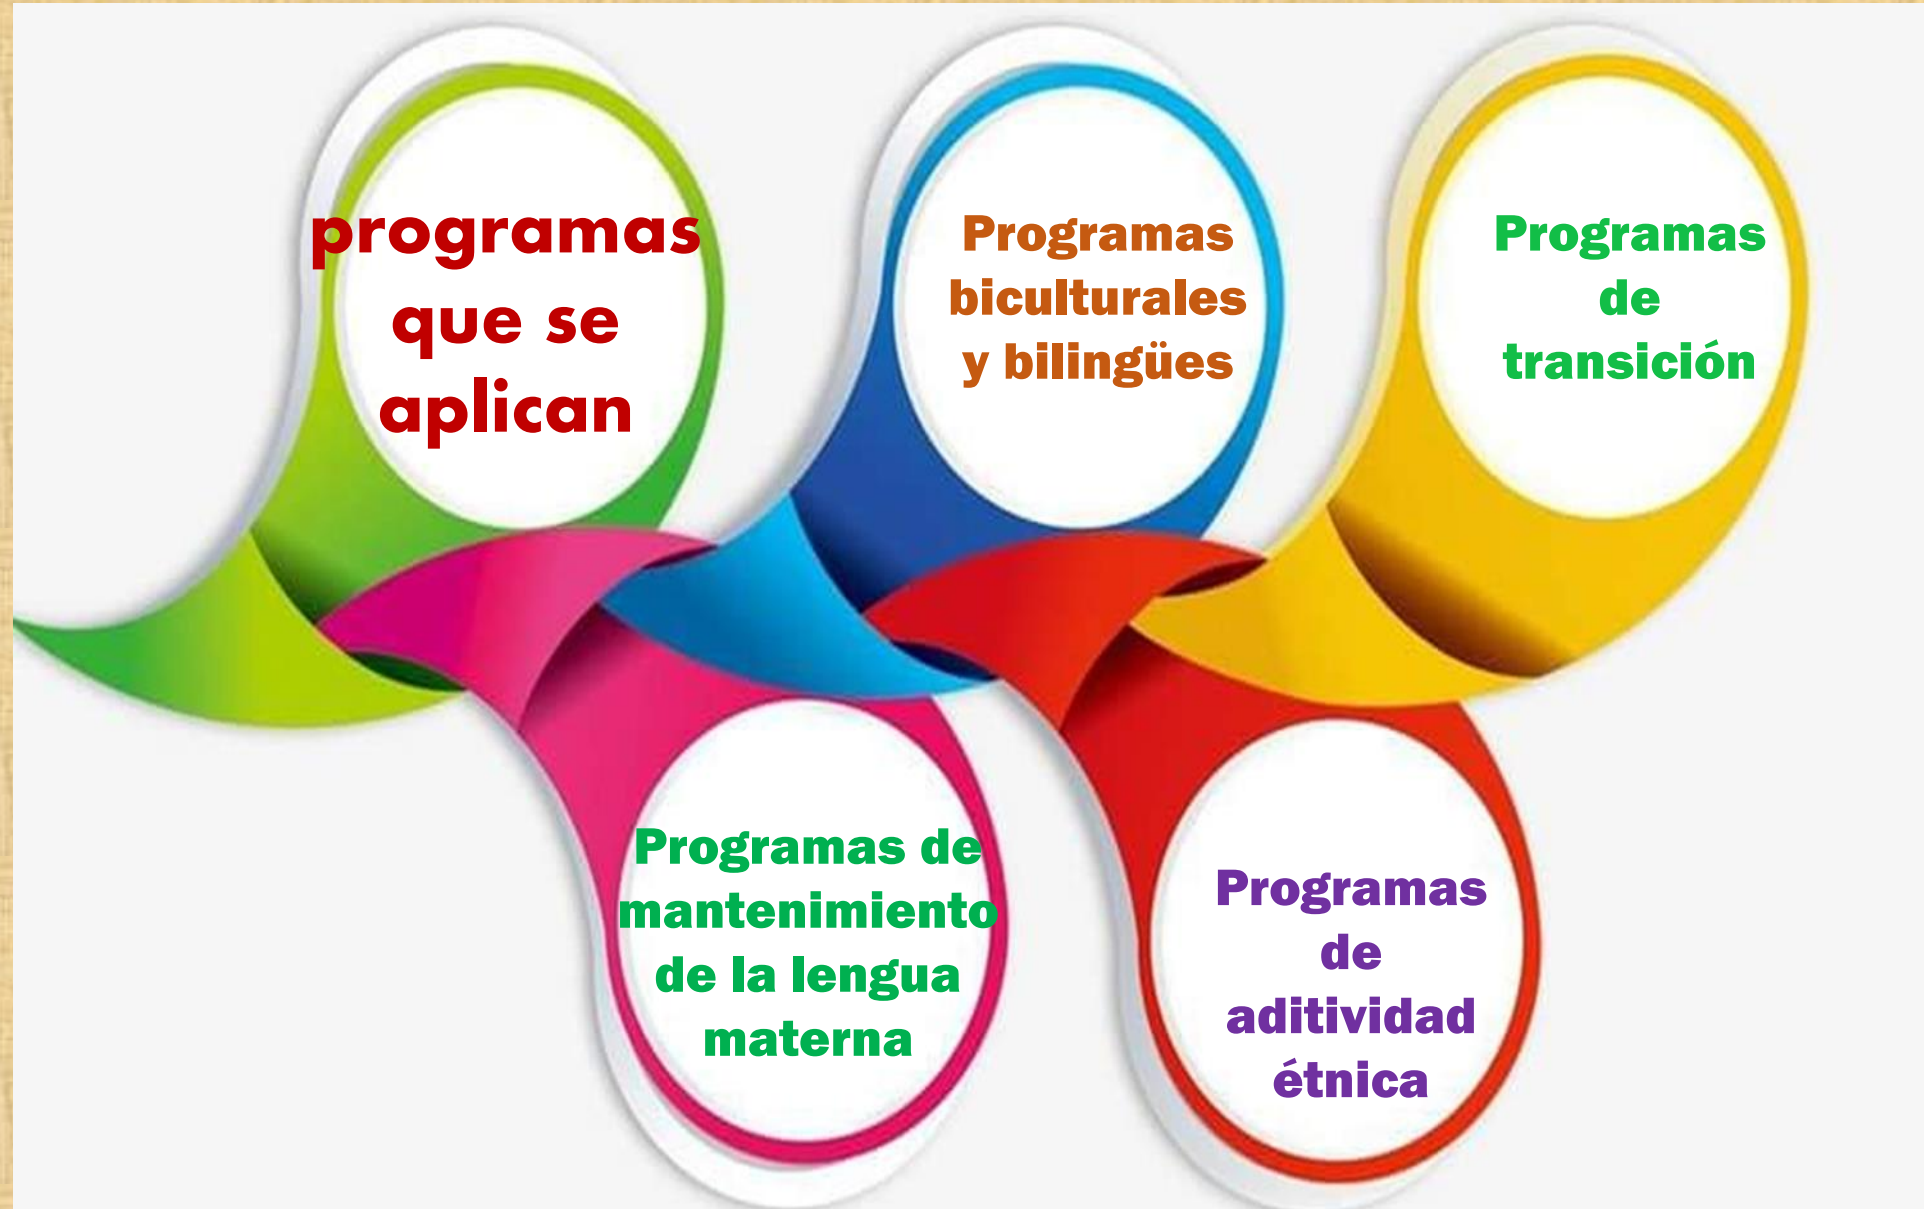 programas
que se
aplican
Programas
biculturales
y bilingües
Programas
de
transición
Programas de
mantenimiento
de la lengua
materna
Programas
de
aditividad
étnica